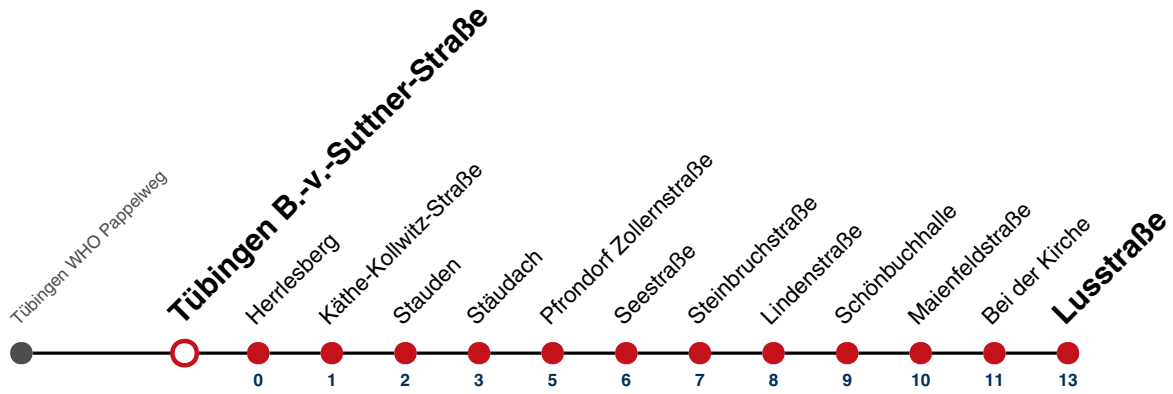 Tübingen WHO Pappelweg
Tübingen B.-v.-Suttner-Straße
Herrlesberg
Käthe-Kollwitz-Straße
Stauden
Stäudach
Pfrondorf Zollernstraße
Seestraße
Steinbruchstraße
Lindenstraße
Schönbuchhalle
Maienfeldstraße
Bei der Kirche
Lusstraße
0 1 2 3 5 6 7 8 9 10 11 13